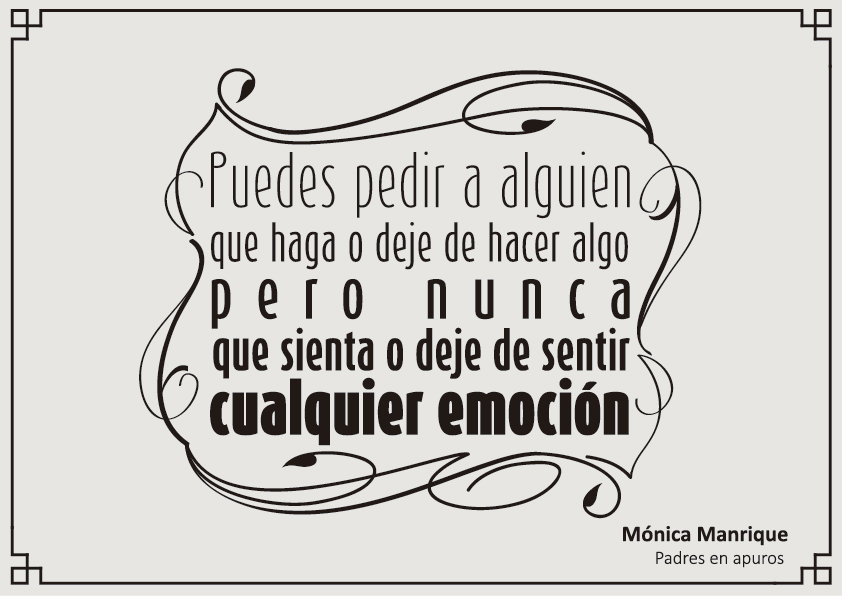 Puedes pedir a alguien
que haga o deje de hacer algo
pero nunca
que sienta o deje de sentir
cualquier emoción
Mónica Manrique
Padres en apuros